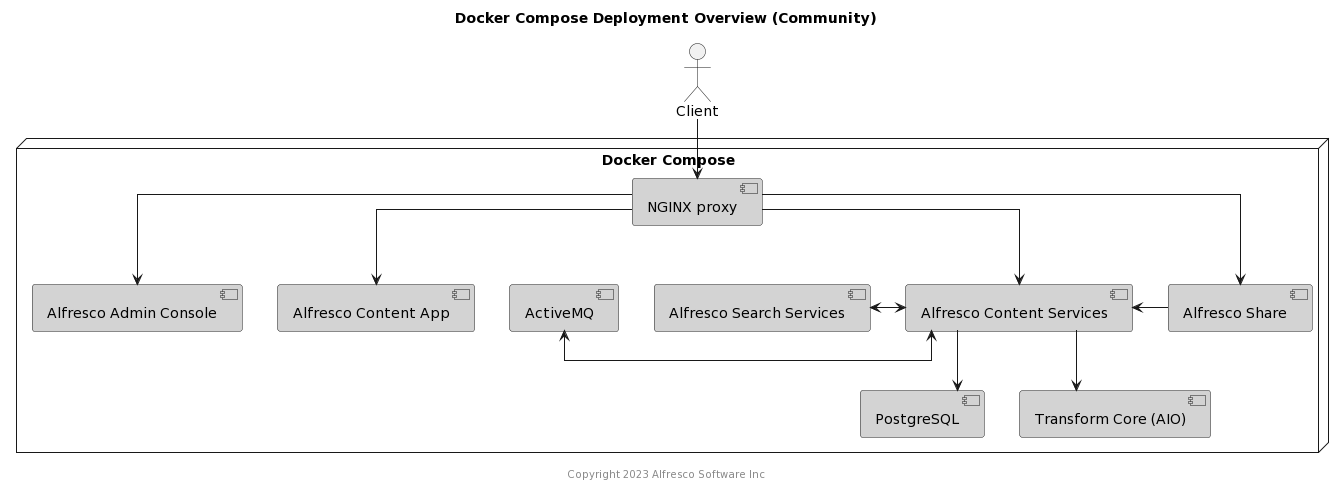 Docker Compose Deployment Overview (Community)
Client
Docker Compose
NGINX proxy
Alfresco Admin Console
Alfresco Content App
ActiveMQ
Alfresco Search Services
Alfresco Content Services
Alfresco Share
PostgreSQL
Transform Core (AIO)
Copyright 2023 Alfresco Software Inc